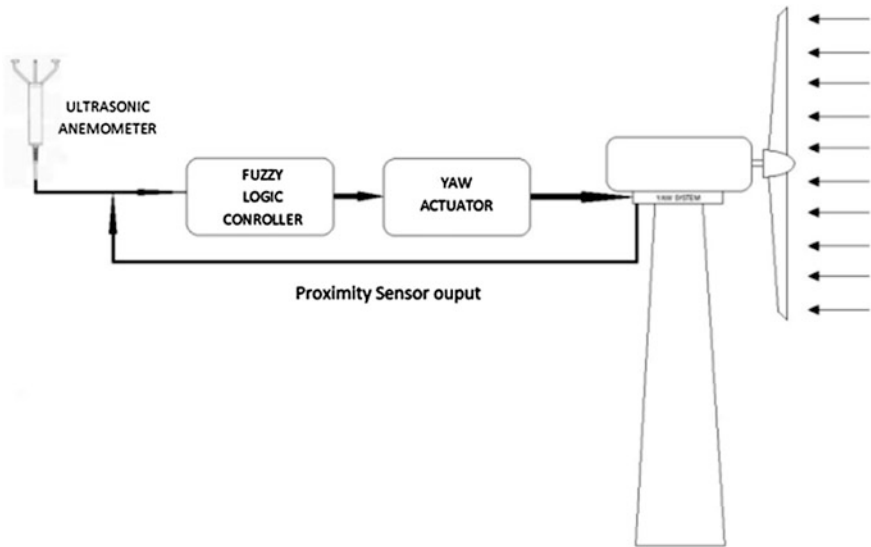 ULTRASONIC
ANEMOMETER
FUZZY
LOGIC
CONROLLER
YAW
ACTUATOR
YAW SYSTEM
Proximity Sensor ouput